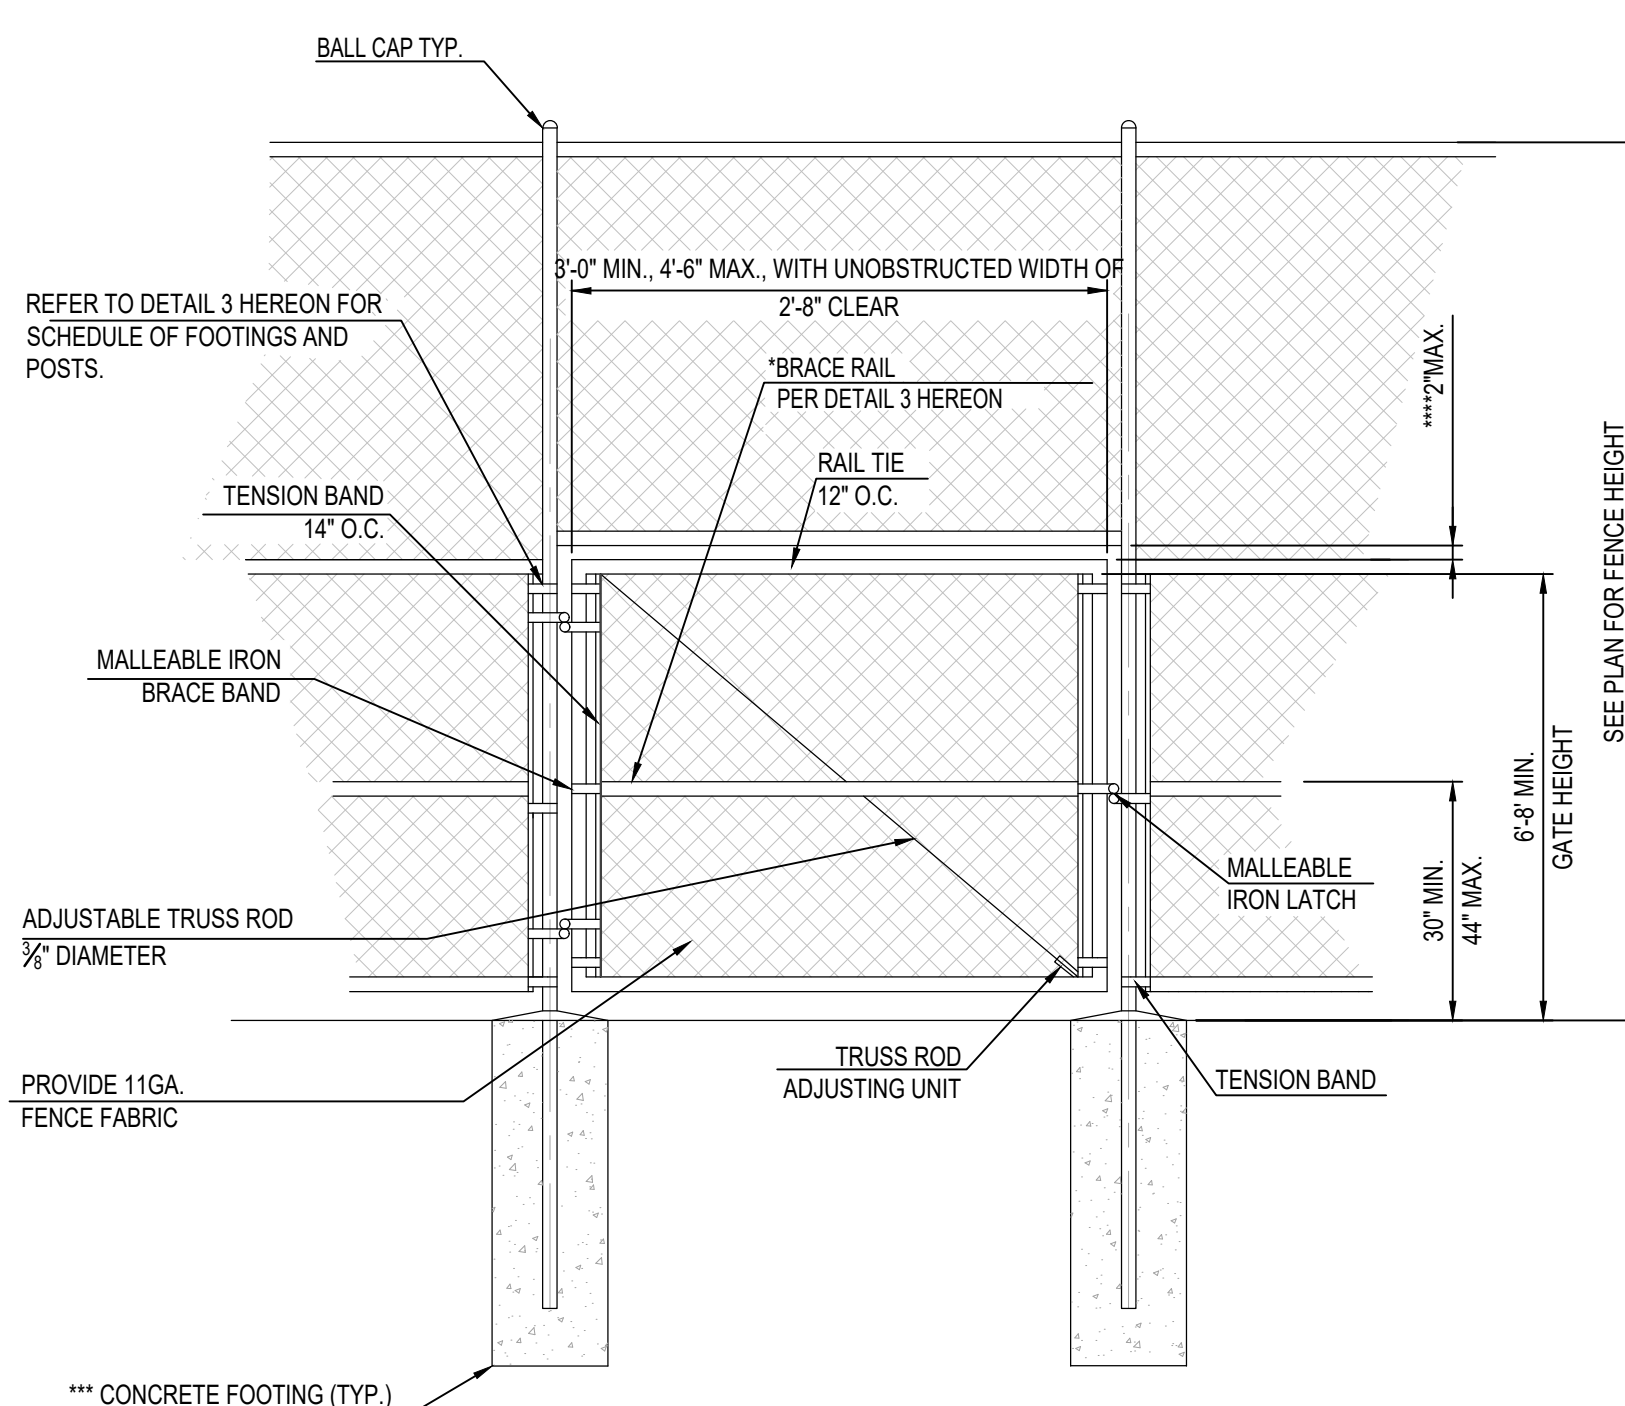 BALL CAP TYP.
3'-0" MIN., 4'-6" MAX., WITH UNOBSTRUCTED WIDTH OF
2'-8" CLEAR
REFER TO DETAIL 3 HEREON FOR
SCHEDULE OF FOOTINGS AND
POSTS.
*BRACE RAIL
PER DETAIL 3 HEREON
****2"MAX.
RAIL TIE
12" O.C.
TENSION BAND
14" O.C.
SEE PLAN FOR FENCE HEIGHT
MALLEABLE IRON
BRACE BAND
6'-8' MIN.
GATE HEIGHT
30" MIN.
44" MAX.
MALLEABLE
IRON LATCH
ADJUSTABLE TRUSS ROD
3/8" DIAMETER
TRUSS ROD
ADJUSTING UNIT
TENSION BAND
PROVIDE 11GA.
FENCE FABRIC
*** CONCRETE FOOTING (TYP.)